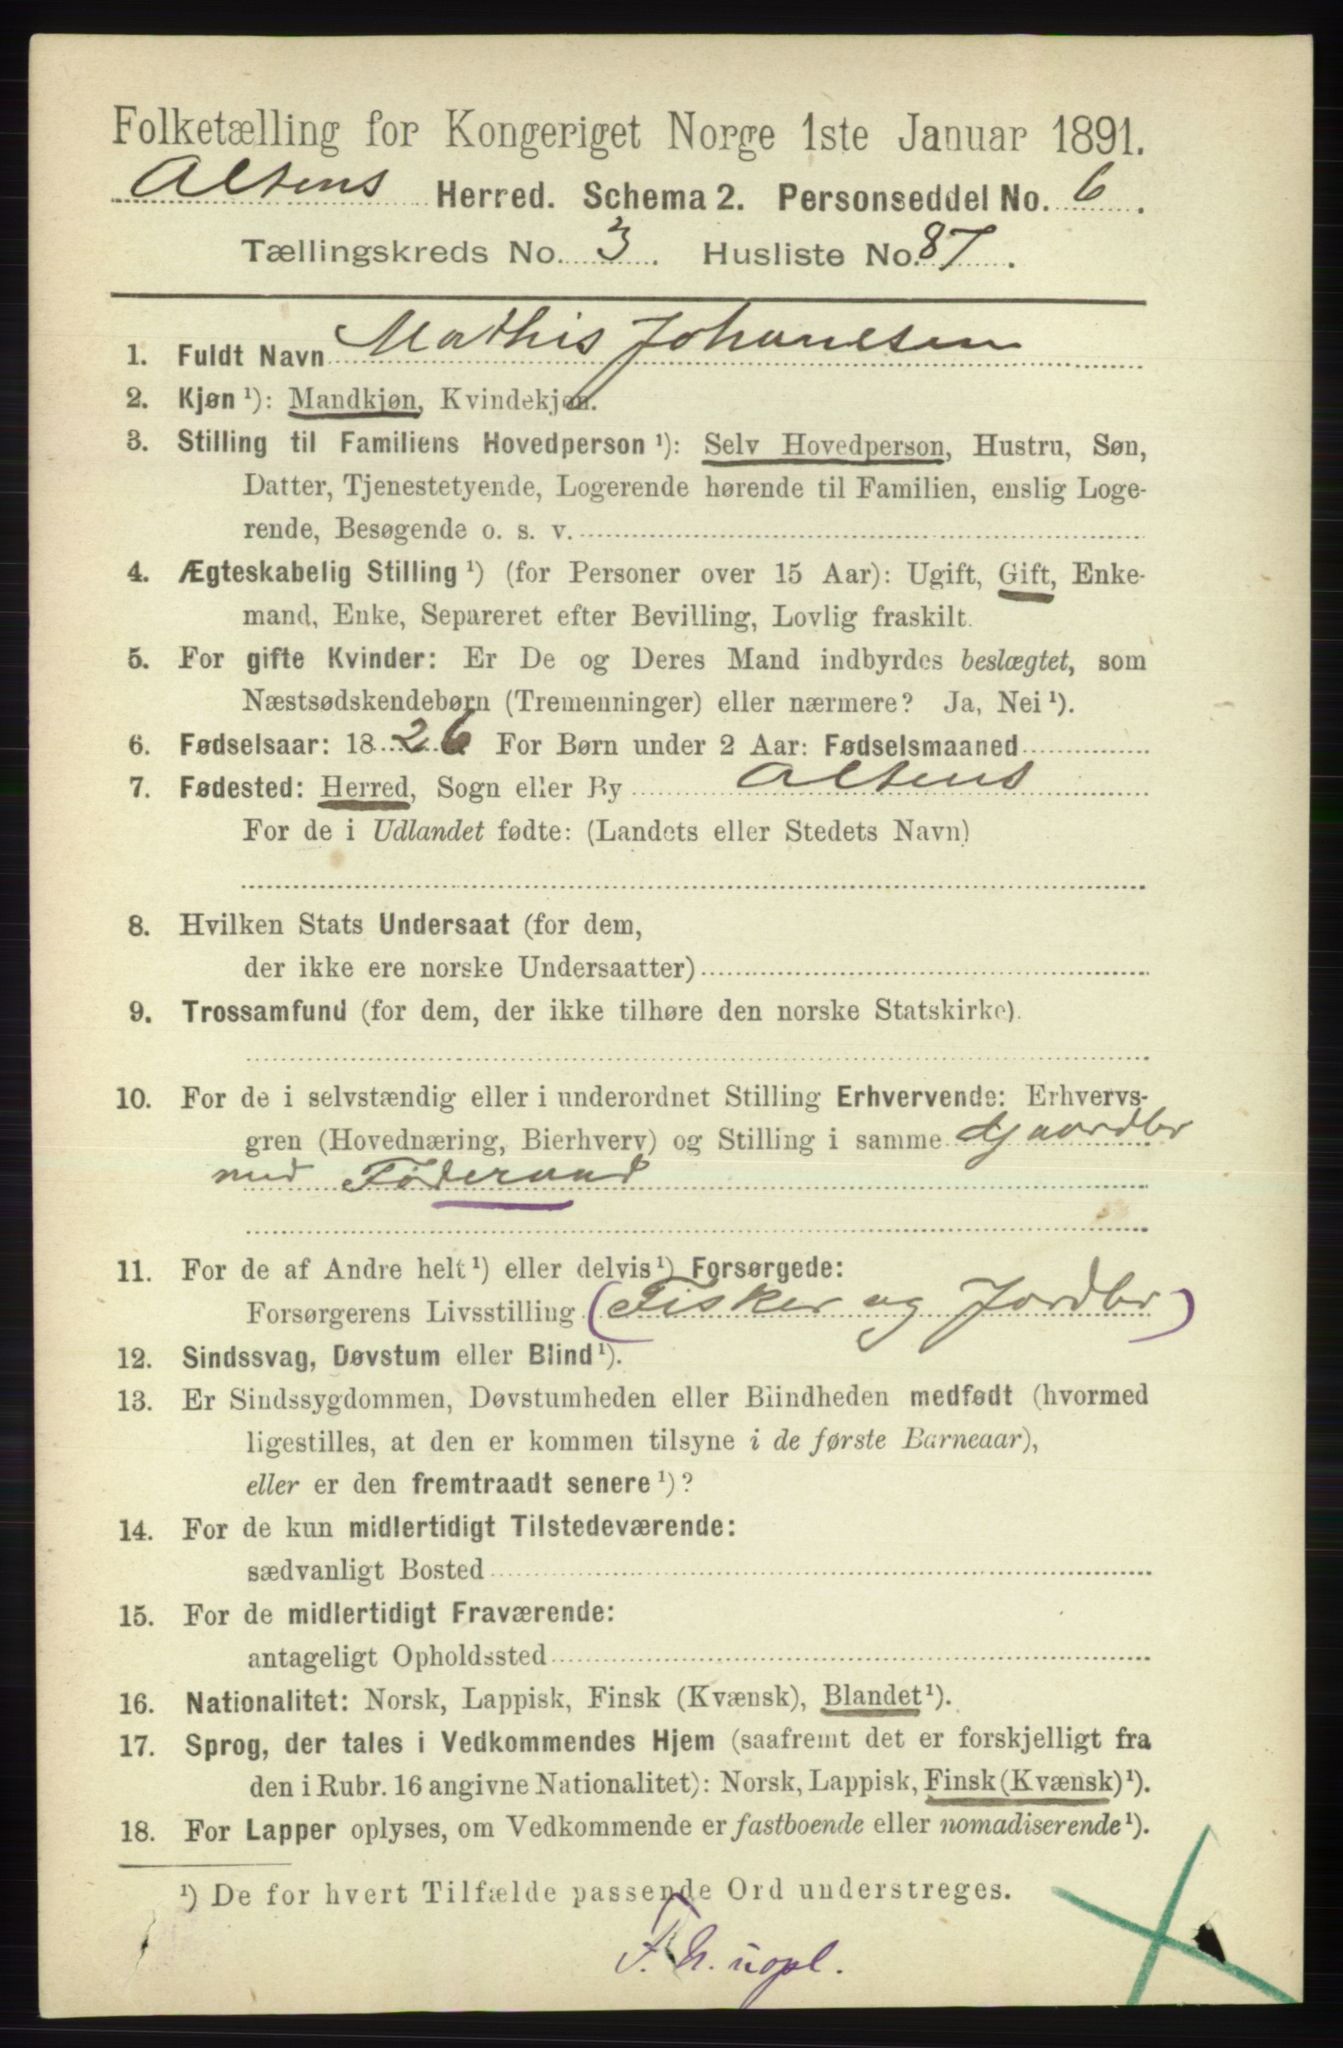 Folketælling for Kongeriget Norge 1ste Januar 1891.
Altens Herred. Schema 2. Personseddel No. 6.
Tællingskreds No. 3. Husliste No. 87.
1. Fuldt Navn Mathis Johannesen
2. Kjøn ¹): Mandkjøn, Kvindekjøn.
3. Stilling til Familiens Hovedperson ¹): Selv Hovedperson, Hustru, Søn,
Datter, Tjenestetyende, Logerende hørende til Familien, enslig Loge-
rende, Besøgende o. s. v.
4. Ægteskabelig Stilling ¹) (for Personer over 15 Aar): Ugift, Gift, Enke-
mand, Enke, Separeret efter Bevilling, Lovlig fraskilt.
5. For gifte Kvinder: Er De og Deres Mand indbyrdes beslægtet, som
Næstsødskendebørn (Tremenninger) eller nærmere? Ja, Nei ¹).
6. Fødselsaar: 1826 For Børn under 2 Aar: Fødselsmaaned
7. Fødested: Herred, Sogn eller By Altens
For de i Udlandet fødte: (Landets eller Stedets Navn)
8. Hvilken Stats Undersaat (for dem,
der ikke ere norske Undersaatter)
9. Trossamfund (for dem, der ikke tilhøre den norske Statskirke).
10. For de i selvstændig eller i underordnet Stilling Erhvervende: Erhvervs-
gren (Hovednæring, Bierhverv) og Stilling i samme Gaardbr
med Føderaad
11. For de af Andre helt ¹) eller delvis ¹) Forsørgede:
Forsørgerens Livsstilling (Fisker og Jordbr)
12. Sindssvag, Døvstum eller Blind ¹).
13. Er Sindssygdommen, Døvstumheden eller Blindheden medfødt (hvormed
ligestilles, at den er kommen tilsyne i de første Barneaar),
eller er den fremtraadt senere ¹)?
14. For de kun midlertidigt Tilstedeværende:
sædvanligt Bosted
15. For de midlertidigt Fraværende:
antageligt Opholdssted
16. Nationalitet: Norsk, Lappisk, Finsk (Kvænsk), Blandet ¹).
17. Sprog, der tales i Vedkommendes Hjem (saafremt det er forskjelligt fra
den i Rubr. 16 angivne Nationalitet): Norsk, Lappisk, Finsk (Kvænsk) ¹).
18. For Lapper oplyses, om Vedkommende er fastboende eller nomadiserende ¹).
¹) De for hvert Tilfælde passende Ord understreges.